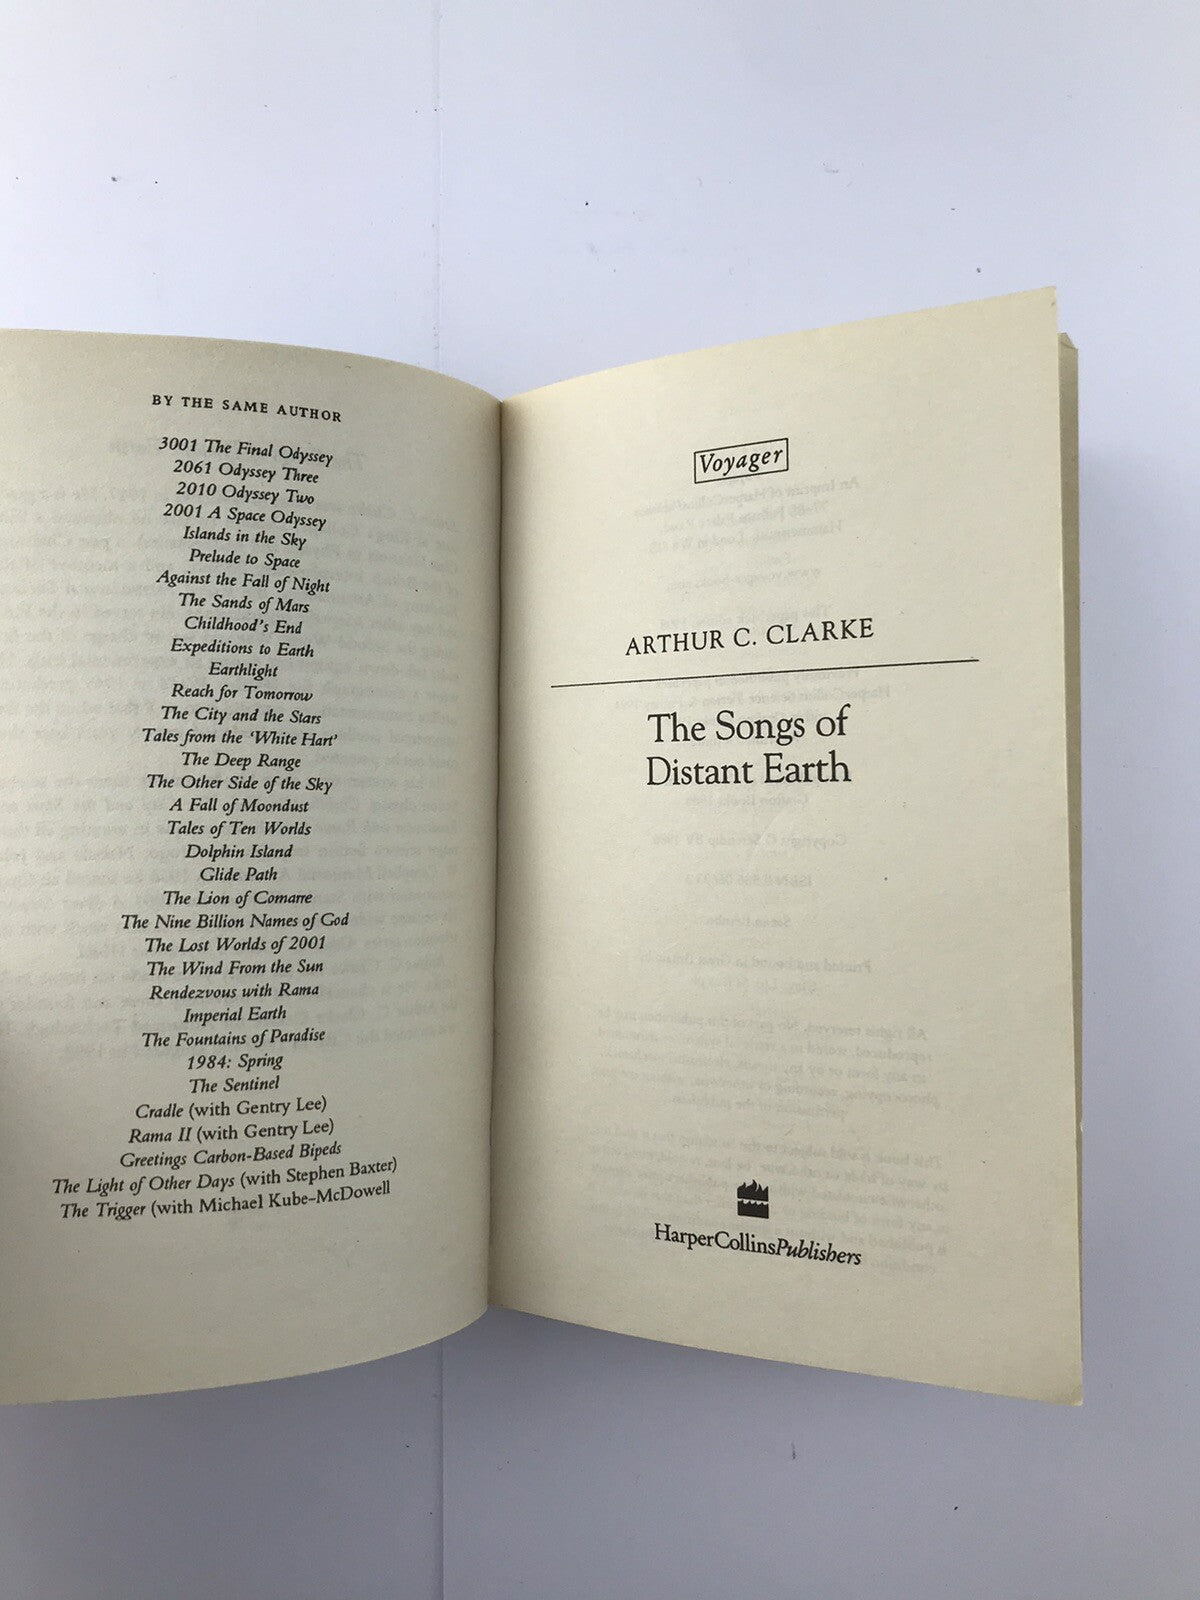 BY THE SAME AUTHOR
3001 The Final Odyssey
2061 Odyssey Three
2010 Odyssey Two
2001 A Space Odyssey
Islands in the Sky
Prelude to Space
Against the Fall of Night
The Sands of Mars
Childhood's End
Expeditions to Earth
Earthlight
Reach for Tomorrow
The City and the Stars
Tales from the 'White Hart'
The Deep Range
The Other Side of the Sky
A Fall of Moondust
Tales of Ten Worlds
Dolphin Island
Glide Path
The Lion of Comarre
The Nine Billion Names of God
The Lost Worlds of 2001
The Wind From the Sun
Rendezvous with Rama
Imperial Earth
The Fountains of Paradise
1984: Spring
The Sentinel
Cradle (with Gentry Lee)
Rama II (with Gentry Lee)
Greetings Carbon-Based Bipeds
The Light of Other Days (with Stephen Baxter)
The Trigger (with Michael Kube-McDowell
Voyager
ARTHUR C. CLARKE
The Songs of
Distant Earth
HarperCollinsPublishers